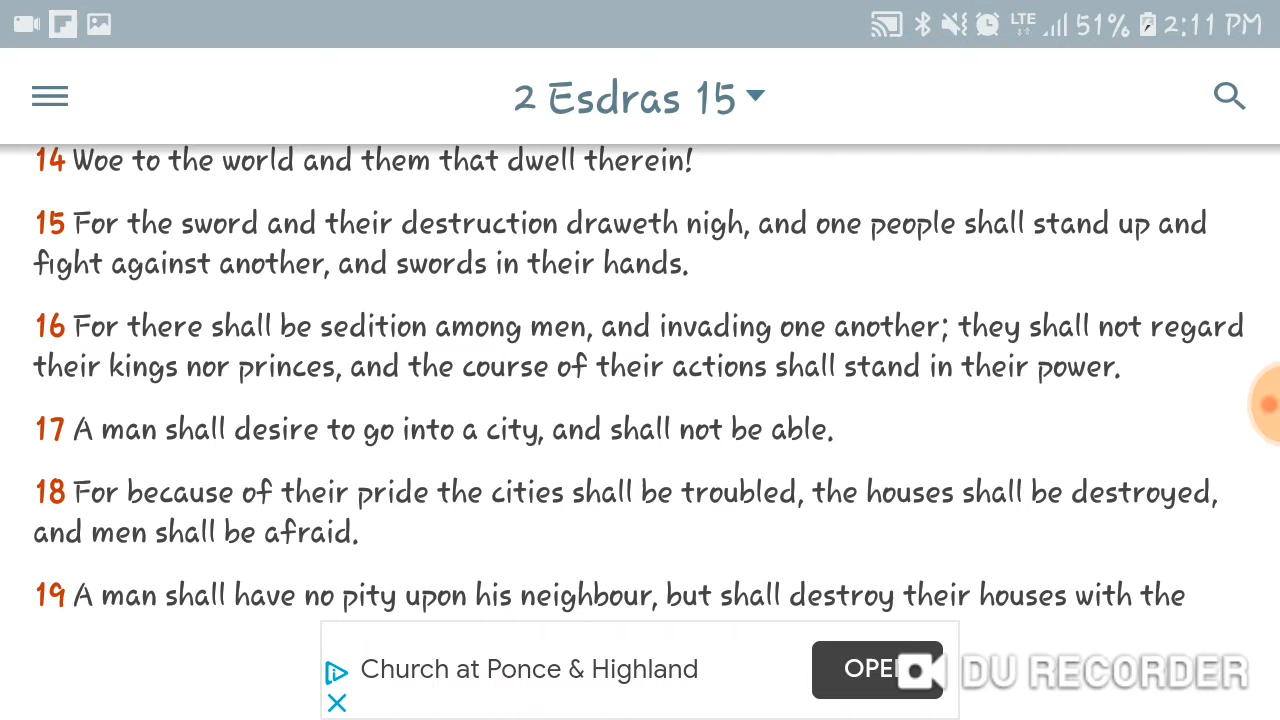 LTE 51% 2:11 PM
2 Esdras 15
14 Woe to the world and them that dwell therein!
15 For the sword and their destruction draweth nigh, and one people shall stand up and
fight against another, and swords in their hands.
16 For there shall be sedition among men, and invading one another; they shall not regard
their kings nor princes, and the course of their actions shall stand in their power.
17 A man shall desire to go into a city, and shall not be able.
18 For because of their pride the cities shall be troubled, the houses shall be destroyed,
and men shall be afraid.
19 A man shall have no pity upon his neighbour, but shall destroy their houses with the
Church at Ponce & Highland
DU RECORDER